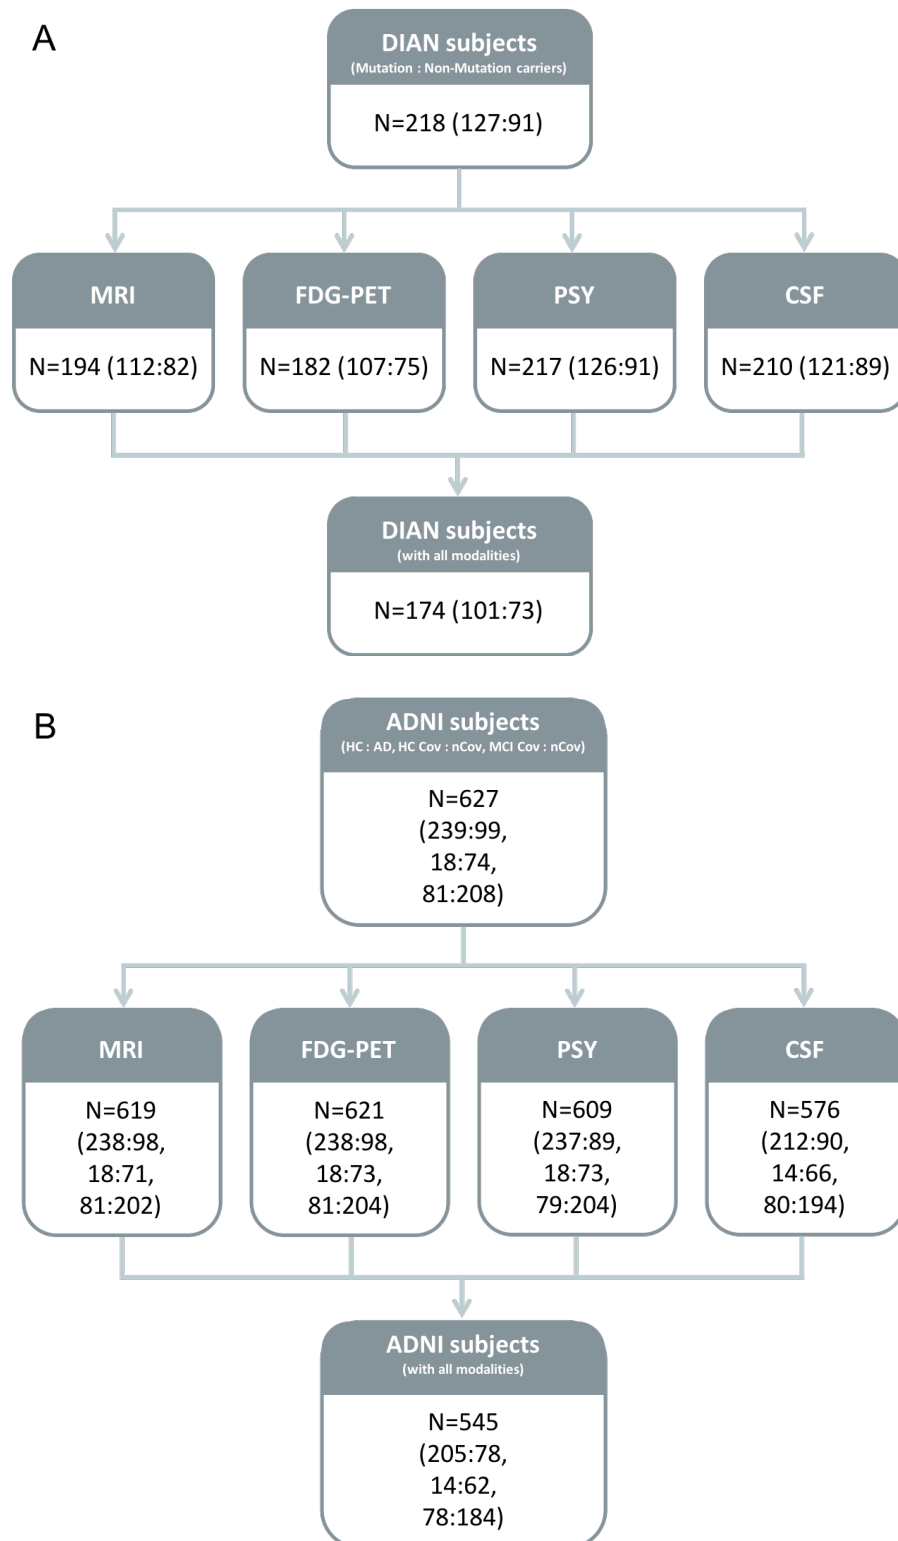 A
DIAN subjects
(Mutation : Non-Mutation carriers)
N=218 (127:91)
MRI
N=194 (112:82)
FDG-PET
N=182 (107:75)
PSY
N=217 (126:91)
CSF
N=210 (121:89)
DIAN subjects
(with all modalities)
N=174 (101:73)
B
ADNI subjects
(HC : AD, HC Cov : nCov, MCI Cov : nCov)
N=627
(239:99,
18:74,
81:208)
MRI
N=619
(238:98,
18:71,
81:202)
FDG-PET
N=621
(238:98,
18:73,
81:204)
PSY
N=609
(237:89,
18:73,
79:204)
CSF
N=576
(212:90,
14:66,
80:194)
ADNI subjects
(with all modalities)
N=545
(205:78,
14:62,
78:184)